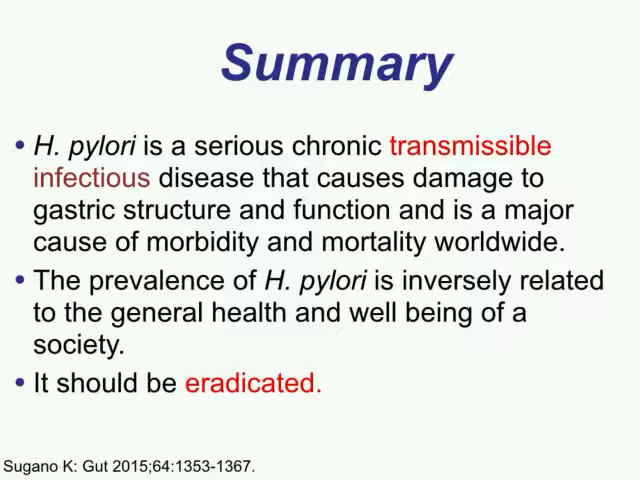 Summary
• H. pylori is a serious chronic transmissible
infectious disease that causes damage to
gastric structure and function and is a major
cause of morbidity and mortality worldwide.
• The prevalence of H. pylori is inversely related
to the general health and well being of a
society.
• It should be eradicated.
Sugano K: Gut 2015;64:1353-1367.